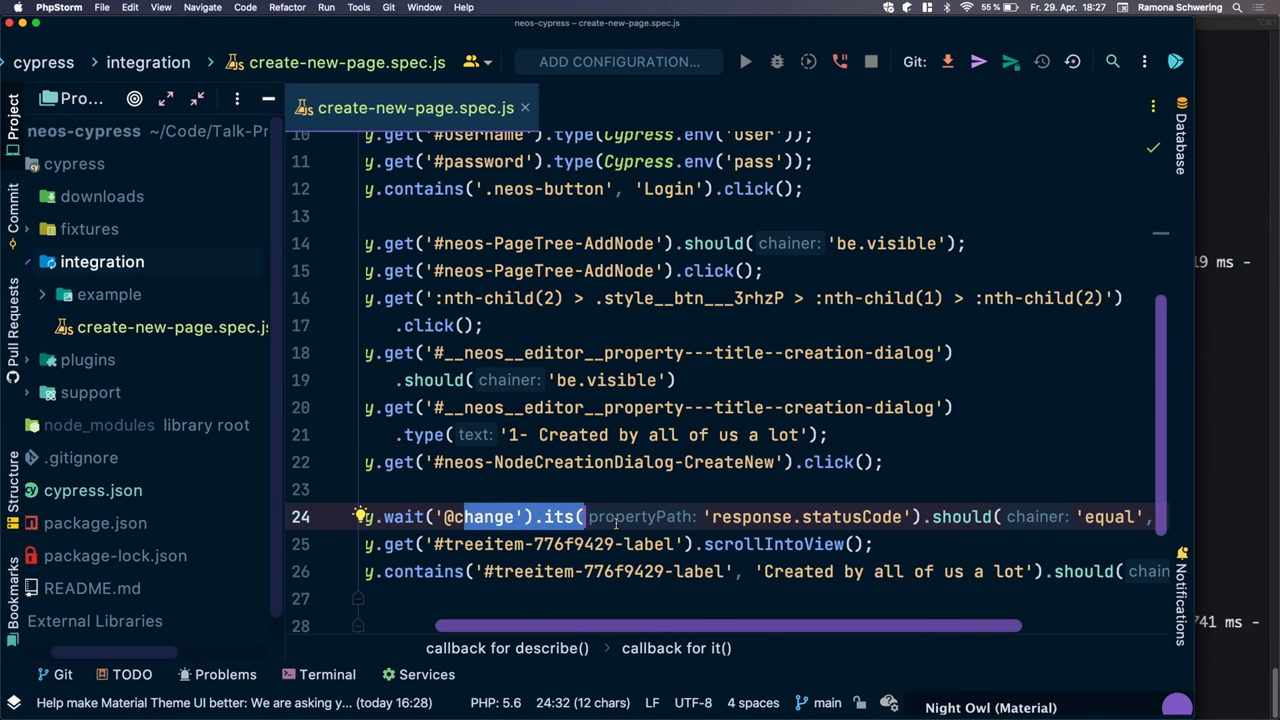 PhpStorm File Edit View Navigate Code Refactor Run Tools Git Window Help 55 % Fr. 29. Apr. 18:27 Ramona Schwering
neos-cypress – create-new-page.spec.js
cypress integration create-new-page.spec.js ADD CONFIGURATION... Git:
Pro... create-new-page.spec.js
neos-cypress ~/Code/Talk-Pr
cypress
downloads
fixtures
integration
example
create-new-page.spec.js
plugins
support
node_modules library root
.gitignore
cypress.json
package.json
package-lock.json
README.md
External Libraries
Project
Commit
Pull Requests
Structure
Bookmarks
10 y.get('#username').type(Cypress.env('user'));
11 y.get('#password').type(Cypress.env('pass'));
12 y.contains('.neos-button', 'Login').click();
13
14 y.get('#neos-PageTree-AddNode').should( chainer: 'be.visible');
15 y.get('#neos-PageTree-AddNode').click();
16 y.get(':nth-child(2) > .style__btn___3rhzP > :nth-child(1) > :nth-child(2)')
17 .click();
18 y.get('#__neos__editor__property---title--creation-dialog')
19 .should( chainer: 'be.visible')
20 y.get('#__neos__editor__property---title--creation-dialog')
21 .type( text: '1- Created by all of us a lot');
22 y.get('#neos-NodeCreationDialog-CreateNew').click();
23
24 y.wait('@change').its( propertyPath: 'response.statusCode').should( chainer: 'equal',
25 y.get('#treeitem-776f9429-label').scrollIntoView();
26 y.contains('#treeitem-776f9429-label', 'Created by all of us a lot').should( chain
27
28
callback for describe() callback for it()
Database
Notifications
19 ms -
741 ms -
Git TODO Problems Terminal Services
Help make Material Theme UI better: We are asking y... (today 16:28) PHP: 5.6 24:32 (12 chars) LF UTF-8 4 spaces main Night Owl (Material)